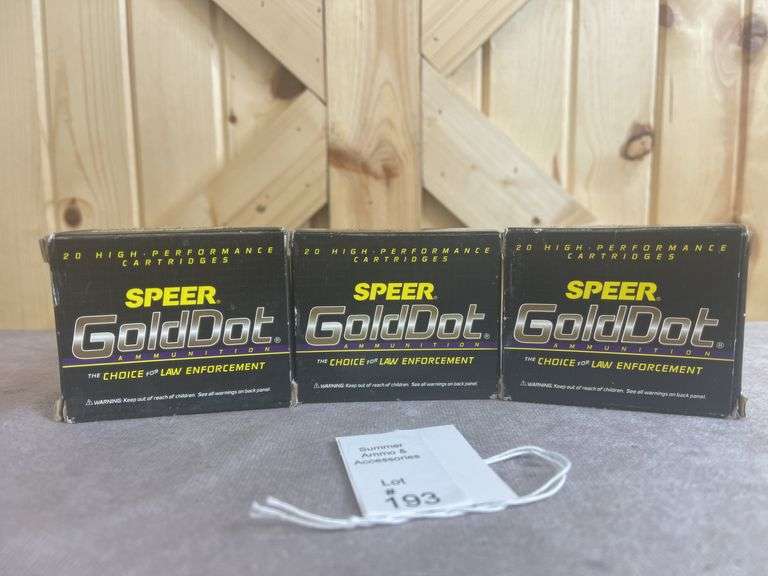 20 HIGH-PERFORMANCE
CARTRIDGES
SPEER®
GoldDot®
AMMUNITION
THE CHOICE FOR LAW ENFORCEMENT
⚠WARNING: Keep out of reach of children. See all warnings on back panel.
20 HIGH-PERFORMANCE
CARTRIDGES
SPEER®
GoldDot®
AMMUNITION
THE CHOICE FOR LAW ENFORCEMENT
⚠WARNING: Keep out of reach of children. See all warnings on back panel.
20 HIGH-PERFORMANCE
CARTRIDGES
SPEER®
GoldDot®
AMMUNITION
THE CHOICE FOR LAW ENFORCEMENT
⚠WARNING: Keep out of reach of children. See all warnings on back panel.
Summer
Ammo &
Accessories
Lot
#
193